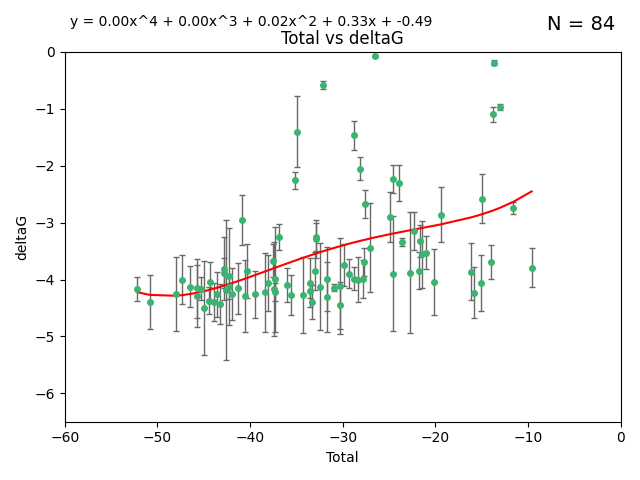 y = 0.00x^4 + 0.00x^3 + 0.02x^2 + 0.33x + -0.49
N = 84
Total vs deltaG
0
−1
−2
−3
−4
−5
−6
deltaG
−60
−50
−40
−30
−20
−10
0
Total